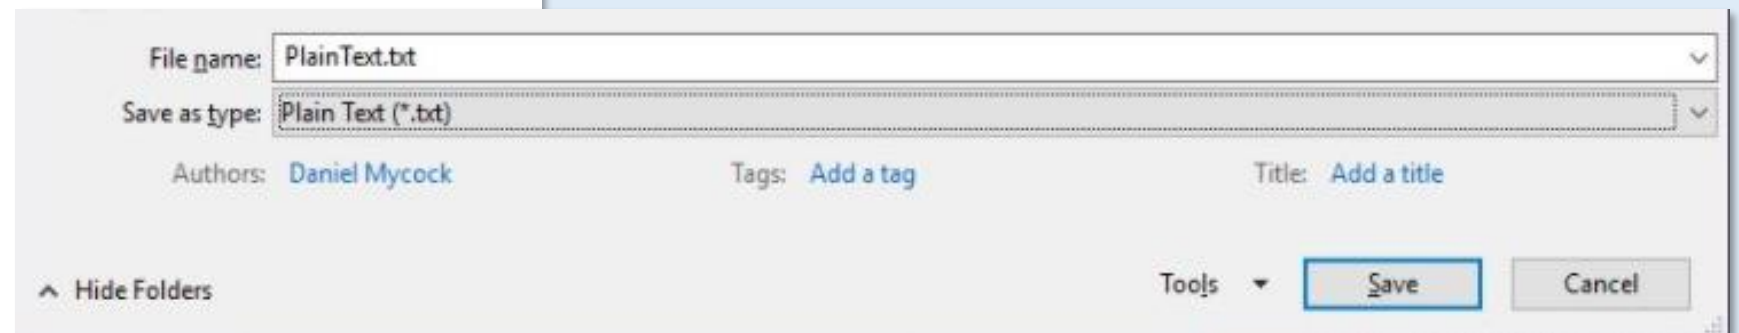 File name: PlainText.txt
Save as type: Plain Text (*.txt)
Authors: Daniel Mycock Tags: Add a tag Title: Add a title
Hide Folders Tools Save Cancel